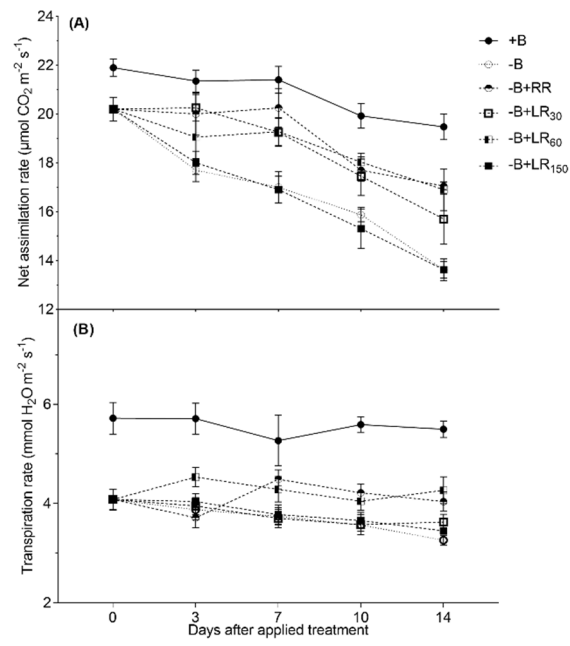 (A)
24
22
20
18
16
14
12
Net assimilation rate (µmol CO₂ m⁻² s⁻¹)
+B
-B
-B+RR
-B+LR₃₀
-B+LR₆₀
-B+LR₁₅₀
(B)
6
4
2
Transpiration rate (mmol H₂O m⁻² s⁻¹)
0 3 7 10 14
Days after applied treatment